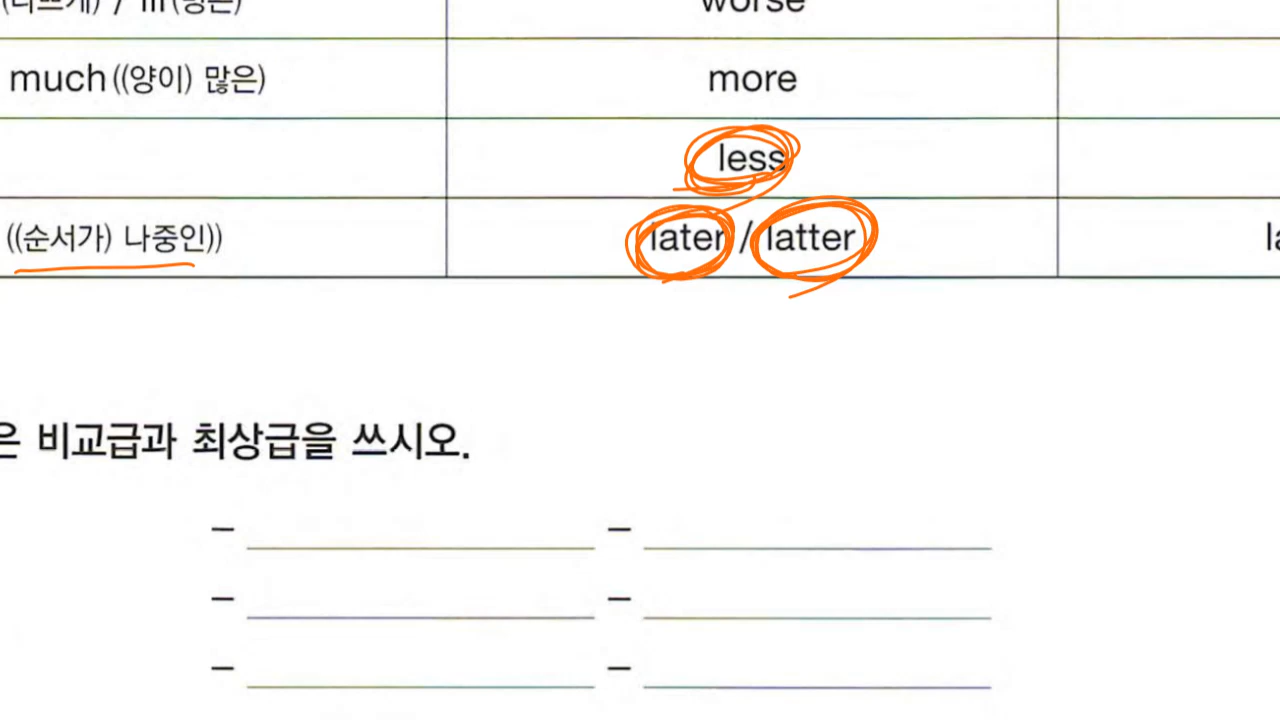 worse
much((양이) 많은) more
less
((순서가) 나중인)) later / latter
비교급과 최상급을 쓰시오.
– –
– –
– –